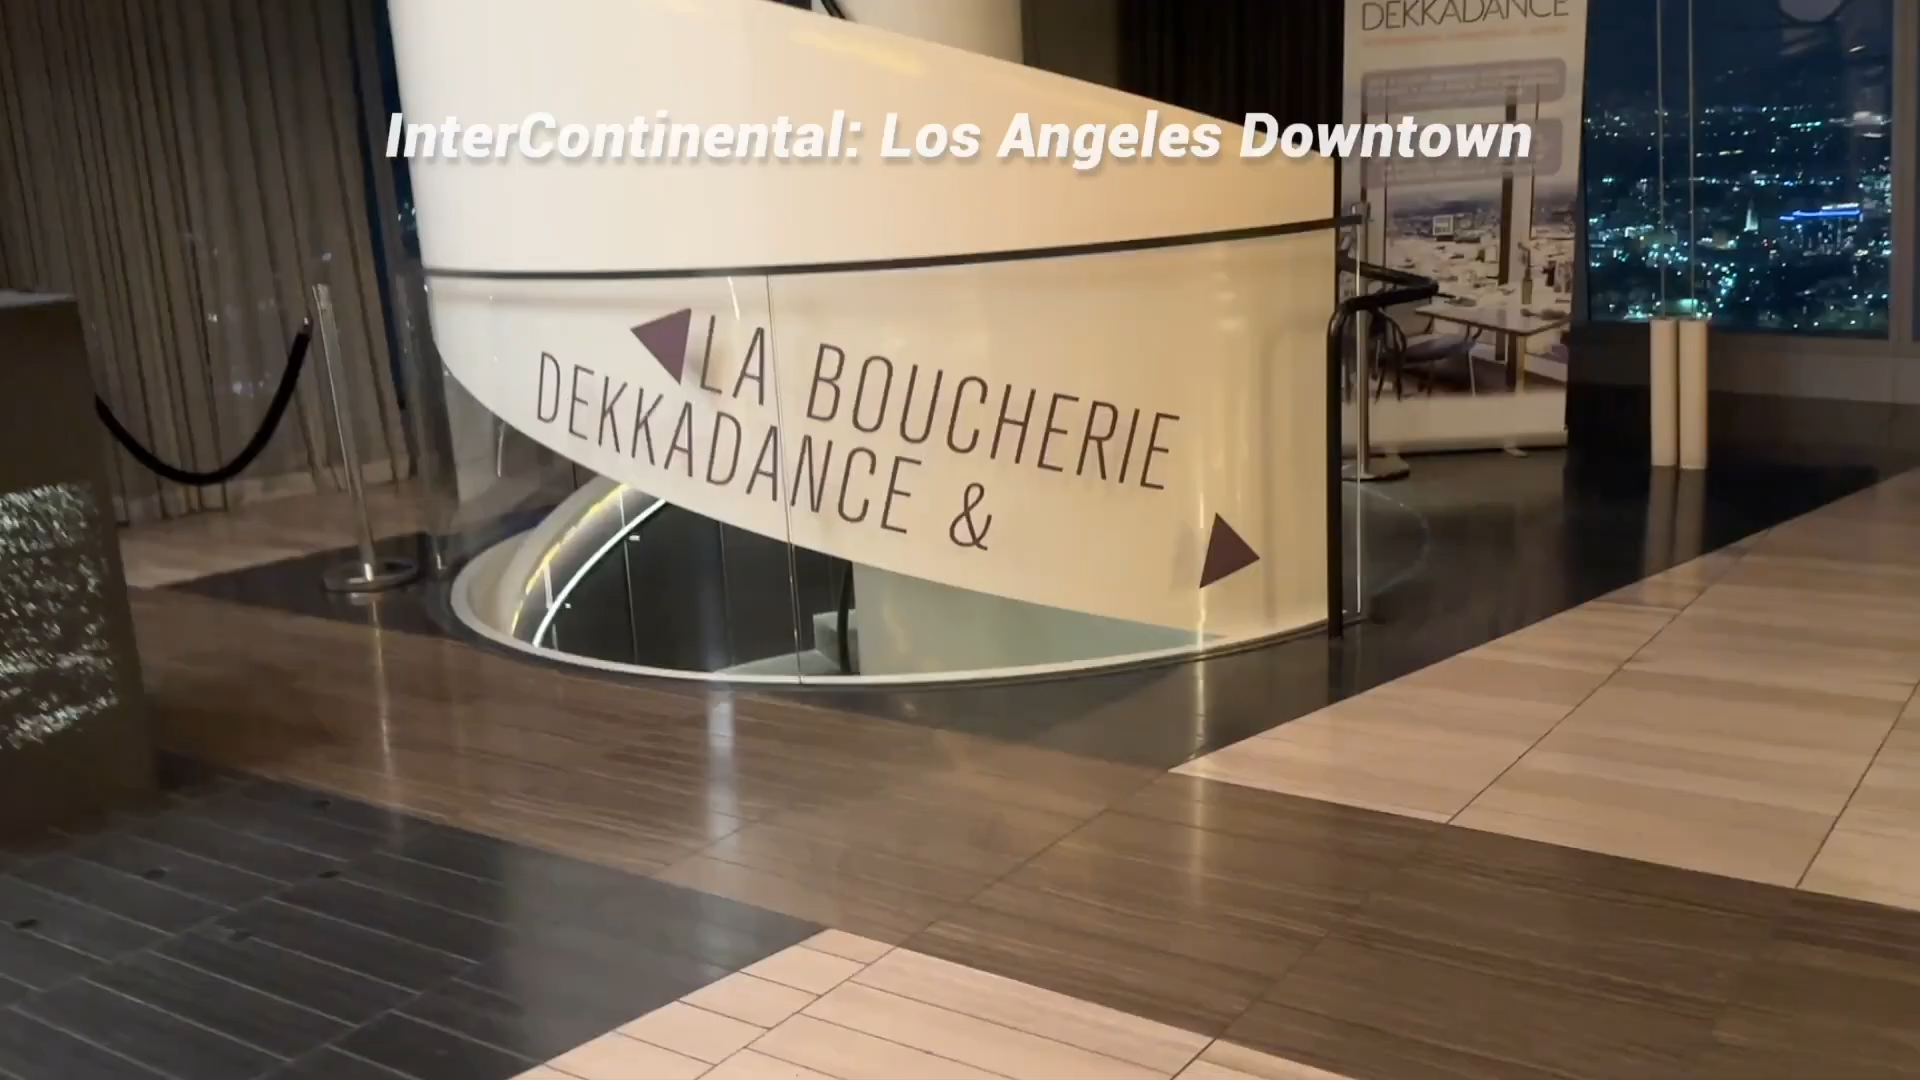 DEKKADANCE
InterContinental: Los Angeles Downtown
LA BOUCHERIE
DEKKADANCE &